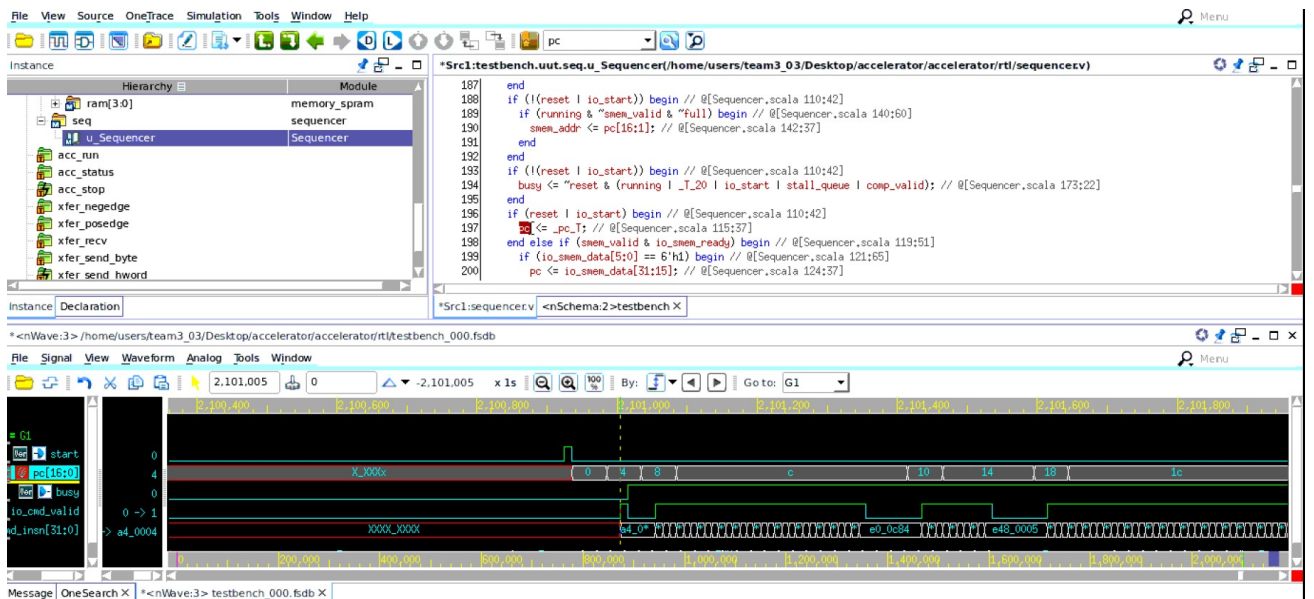 File View Source OneTrace Simulation Tools Window Help
Menu
pc
Instance
*Src1:testbench.uut.seq.u_Sequencer(/home/users/team3_03/Desktop/accelerator/accelerator/rtl/sequencer.v)
Hierarchy Module
ram[3:0] memory_spram
seq sequencer
u_Sequencer Sequencer
acc_run
acc_status
acc_stop
xfer_negedge
xfer_posedge
xfer_recv
xfer_send_byte
xfer_send_hword
187 end
188 if (!(reset | io_start)) begin // @[Sequencer.scala 110:42]
189 if (running & ~smem_valid & ~full) begin // @[Sequencer.scala 140:60]
190 smem_addr <= pc[16:1]; // @[Sequencer.scala 142:37]
191 end
192 end
193 if (!(reset | io_start)) begin // @[Sequencer.scala 110:42]
194 busy <= ~reset & (running | _T_20 | io_start | stall_queue | comp_valid); // @[Sequencer.scala 173:22]
195 end
196 if (reset | io_start) begin // @[Sequencer.scala 110:42]
197 pc <= _pc_T; // @[Sequencer.scala 115:37]
198 end else if (smem_valid & io_smem_ready) begin // @[Sequencer.scala 119:51]
199 if (io_smem_data[5:0] == 6'h1) begin // @[Sequencer.scala 121:65]
200 pc <= io_smem_data[31:15]; // @[Sequencer.scala 124:37]
Instance Declaration
*Src1:sequencer.v <nSchema:2>testbench
*<nWave:3> /home/users/team3_03/Desktop/accelerator/accelerator/rtl/testbench_000.fsdb
File Signal View Waveform Analog Tools Window
Menu
2,101,005 0 -2,101,005 x 1s 100 % By: Go to: G1
2,100,400 2,100,600 2,100,800 2,101,000 2,101,200 2,101,400 2,101,600 2,101,800
= G1
start 0
pc[16:0] 4 X_XXXx 0 4 8 c 10 14 18 1c
busy 0
io_cmd_valid 0 -> 1
d_insn[31:0] -> a4_0004 XXXX_XXXX a4_0* e0_0c84 e48_0005
0 200,000 400,000 600,000 800,000 1,000,000 1,200,000 1,400,000 1,600,000 1,800,000 2,000,000
Message OneSearch *<nWave:3> testbench_000.fsdb